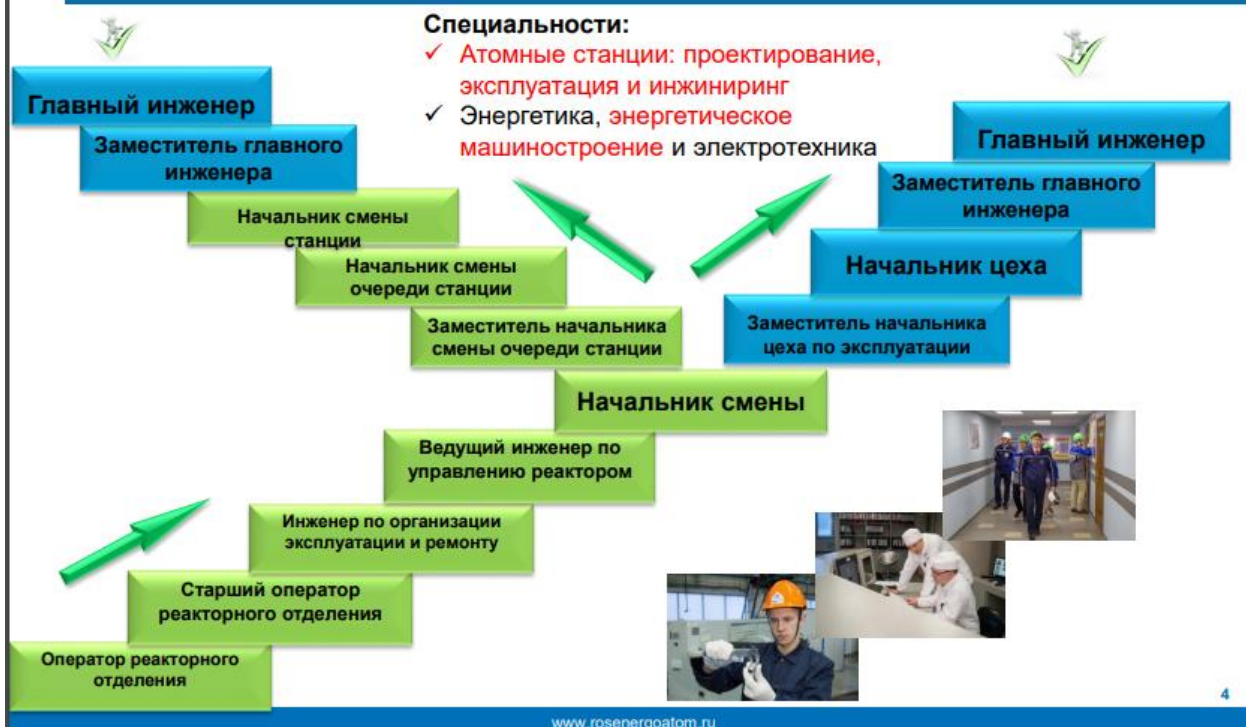 Специальности:
✓ Атомные станции: проектирование,
эксплуатация и инжиниринг
✓ Энергетика, энергетическое
машиностроение и электротехника
Главный инженер
Заместитель главного
инженера
Начальник смены
станции
Начальник смены
очереди станции
Заместитель начальника
смены очереди станции
Главный инженер
Заместитель главного
инженера
Начальник цеха
Заместитель начальника
цеха по эксплуатации
Начальник смены
Ведущий инженер по
управлению реактором
Инженер по организации
эксплуатации и ремонту
Старший оператор
реакторного отделения
Оператор реакторного
отделения
4
www.rosenergoatom.ru